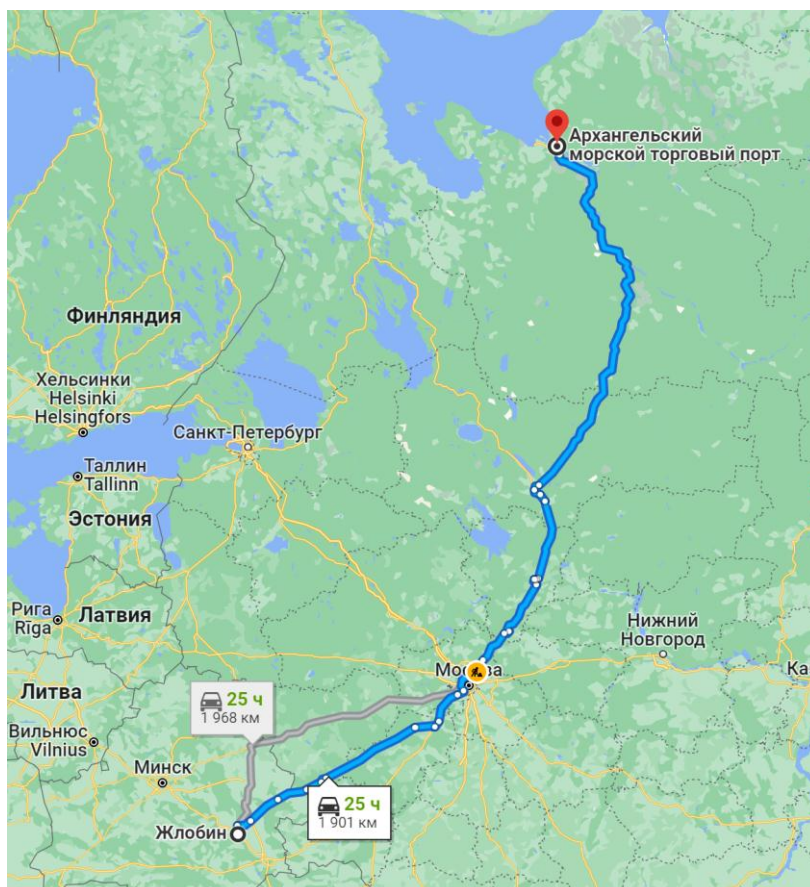 Архангельский
морской торговый порт
Финляндия
Хельсинки
Helsinki
Helsingfors
Санкт-Петербург
Таллин
Tallinn
Эстония
Рига
Rīga
Латвия
Нижний
Новгород
Москва
Литва
25 ч
1 968 км
Вильнюс
Vilnius
Минск
25 ч
1 901 км
Жлобин